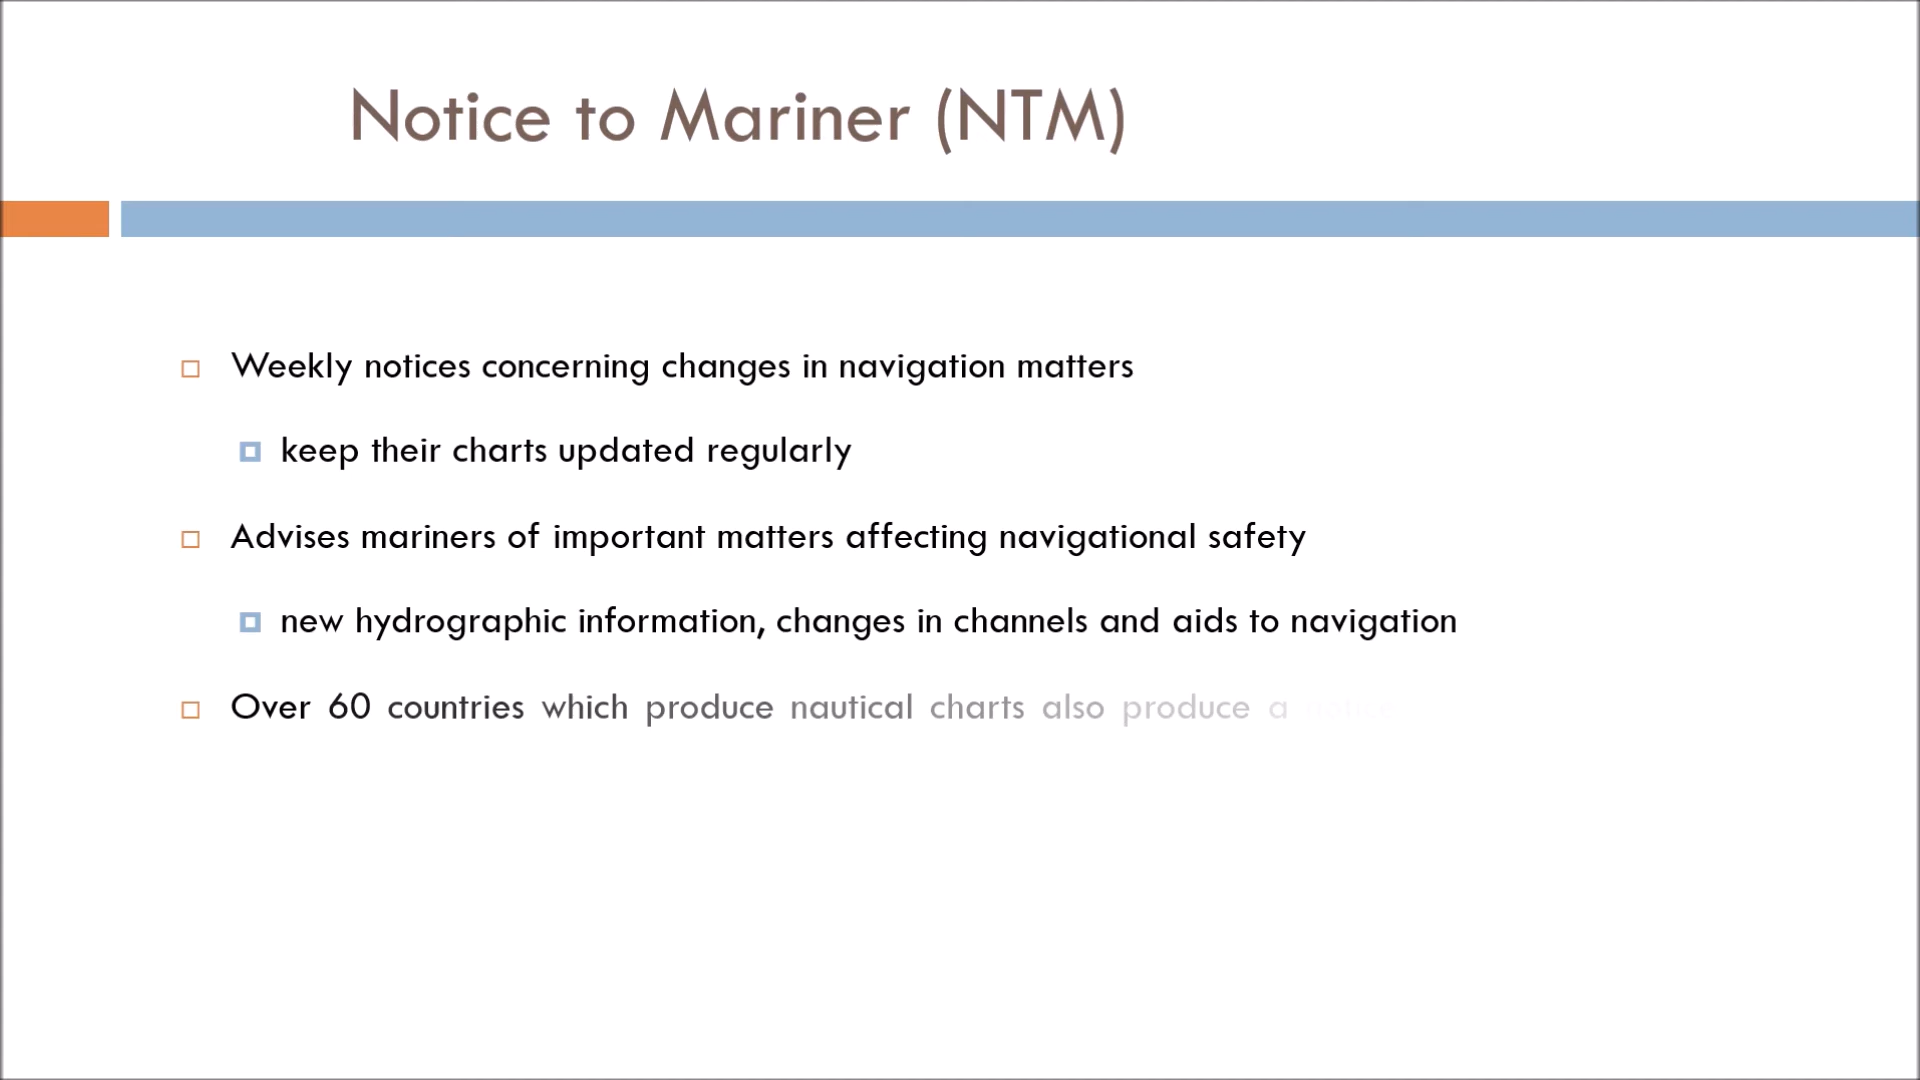 Notice to Mariner (NTM)
Weekly notices concerning changes in navigation matters
keep their charts updated regularly
Advises mariners of important matters affecting navigational safety
new hydrographic information, changes in channels and aids to navigation
Over 60 countries which produce nautical charts also produce a notice